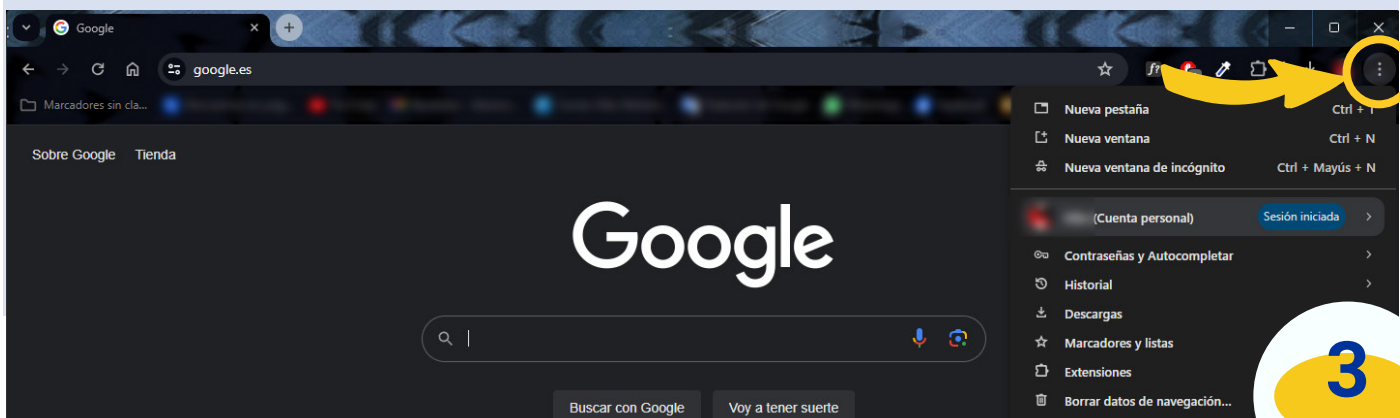 Google
google.es
Marcadores sin cla...
Sobre Google Tienda
Google
Buscar con Google Voy a tener suerte
Nueva pestaña Ctrl + T
Nueva ventana Ctrl + N
Nueva ventana de incógnito Ctrl + Mayús + N
(Cuenta personal) Sesión iniciada
Contraseñas y Autocompletar
Historial
Descargas
Marcadores y listas
Extensiones
Borrar datos de navegación...
3